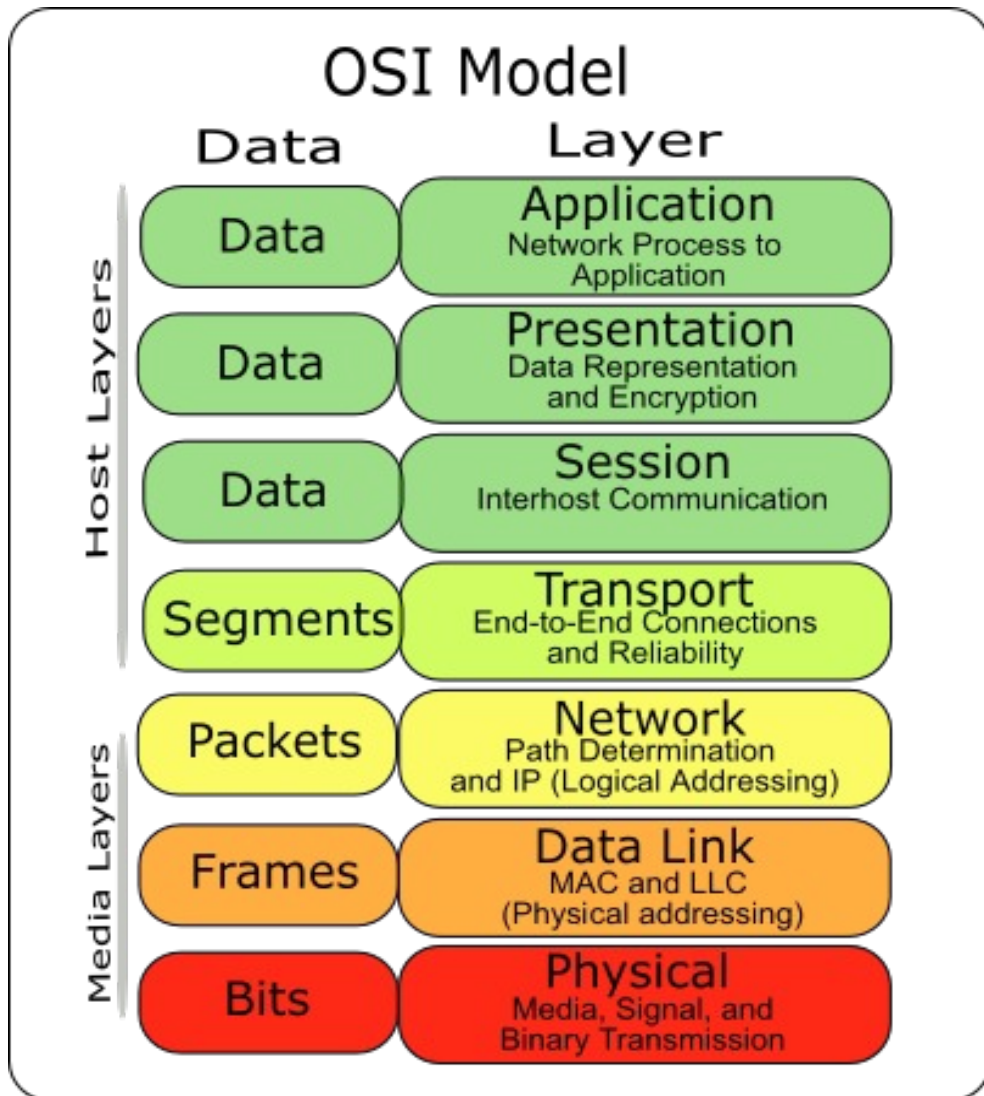 OSI Model
Data
Layer
Host Layers
Data
Application
Network Process to
Application
Data
Presentation
Data Representation
and Encryption
Data
Session
Interhost Communication
Segments
Transport
End-to-End Connections
and Reliability
Media Layers
Packets
Network
Path Determination
and IP (Logical Addressing)
Frames
Data Link
MAC and LLC
(Physical addressing)
Bits
Physical
Media, Signal, and
Binary Transmission